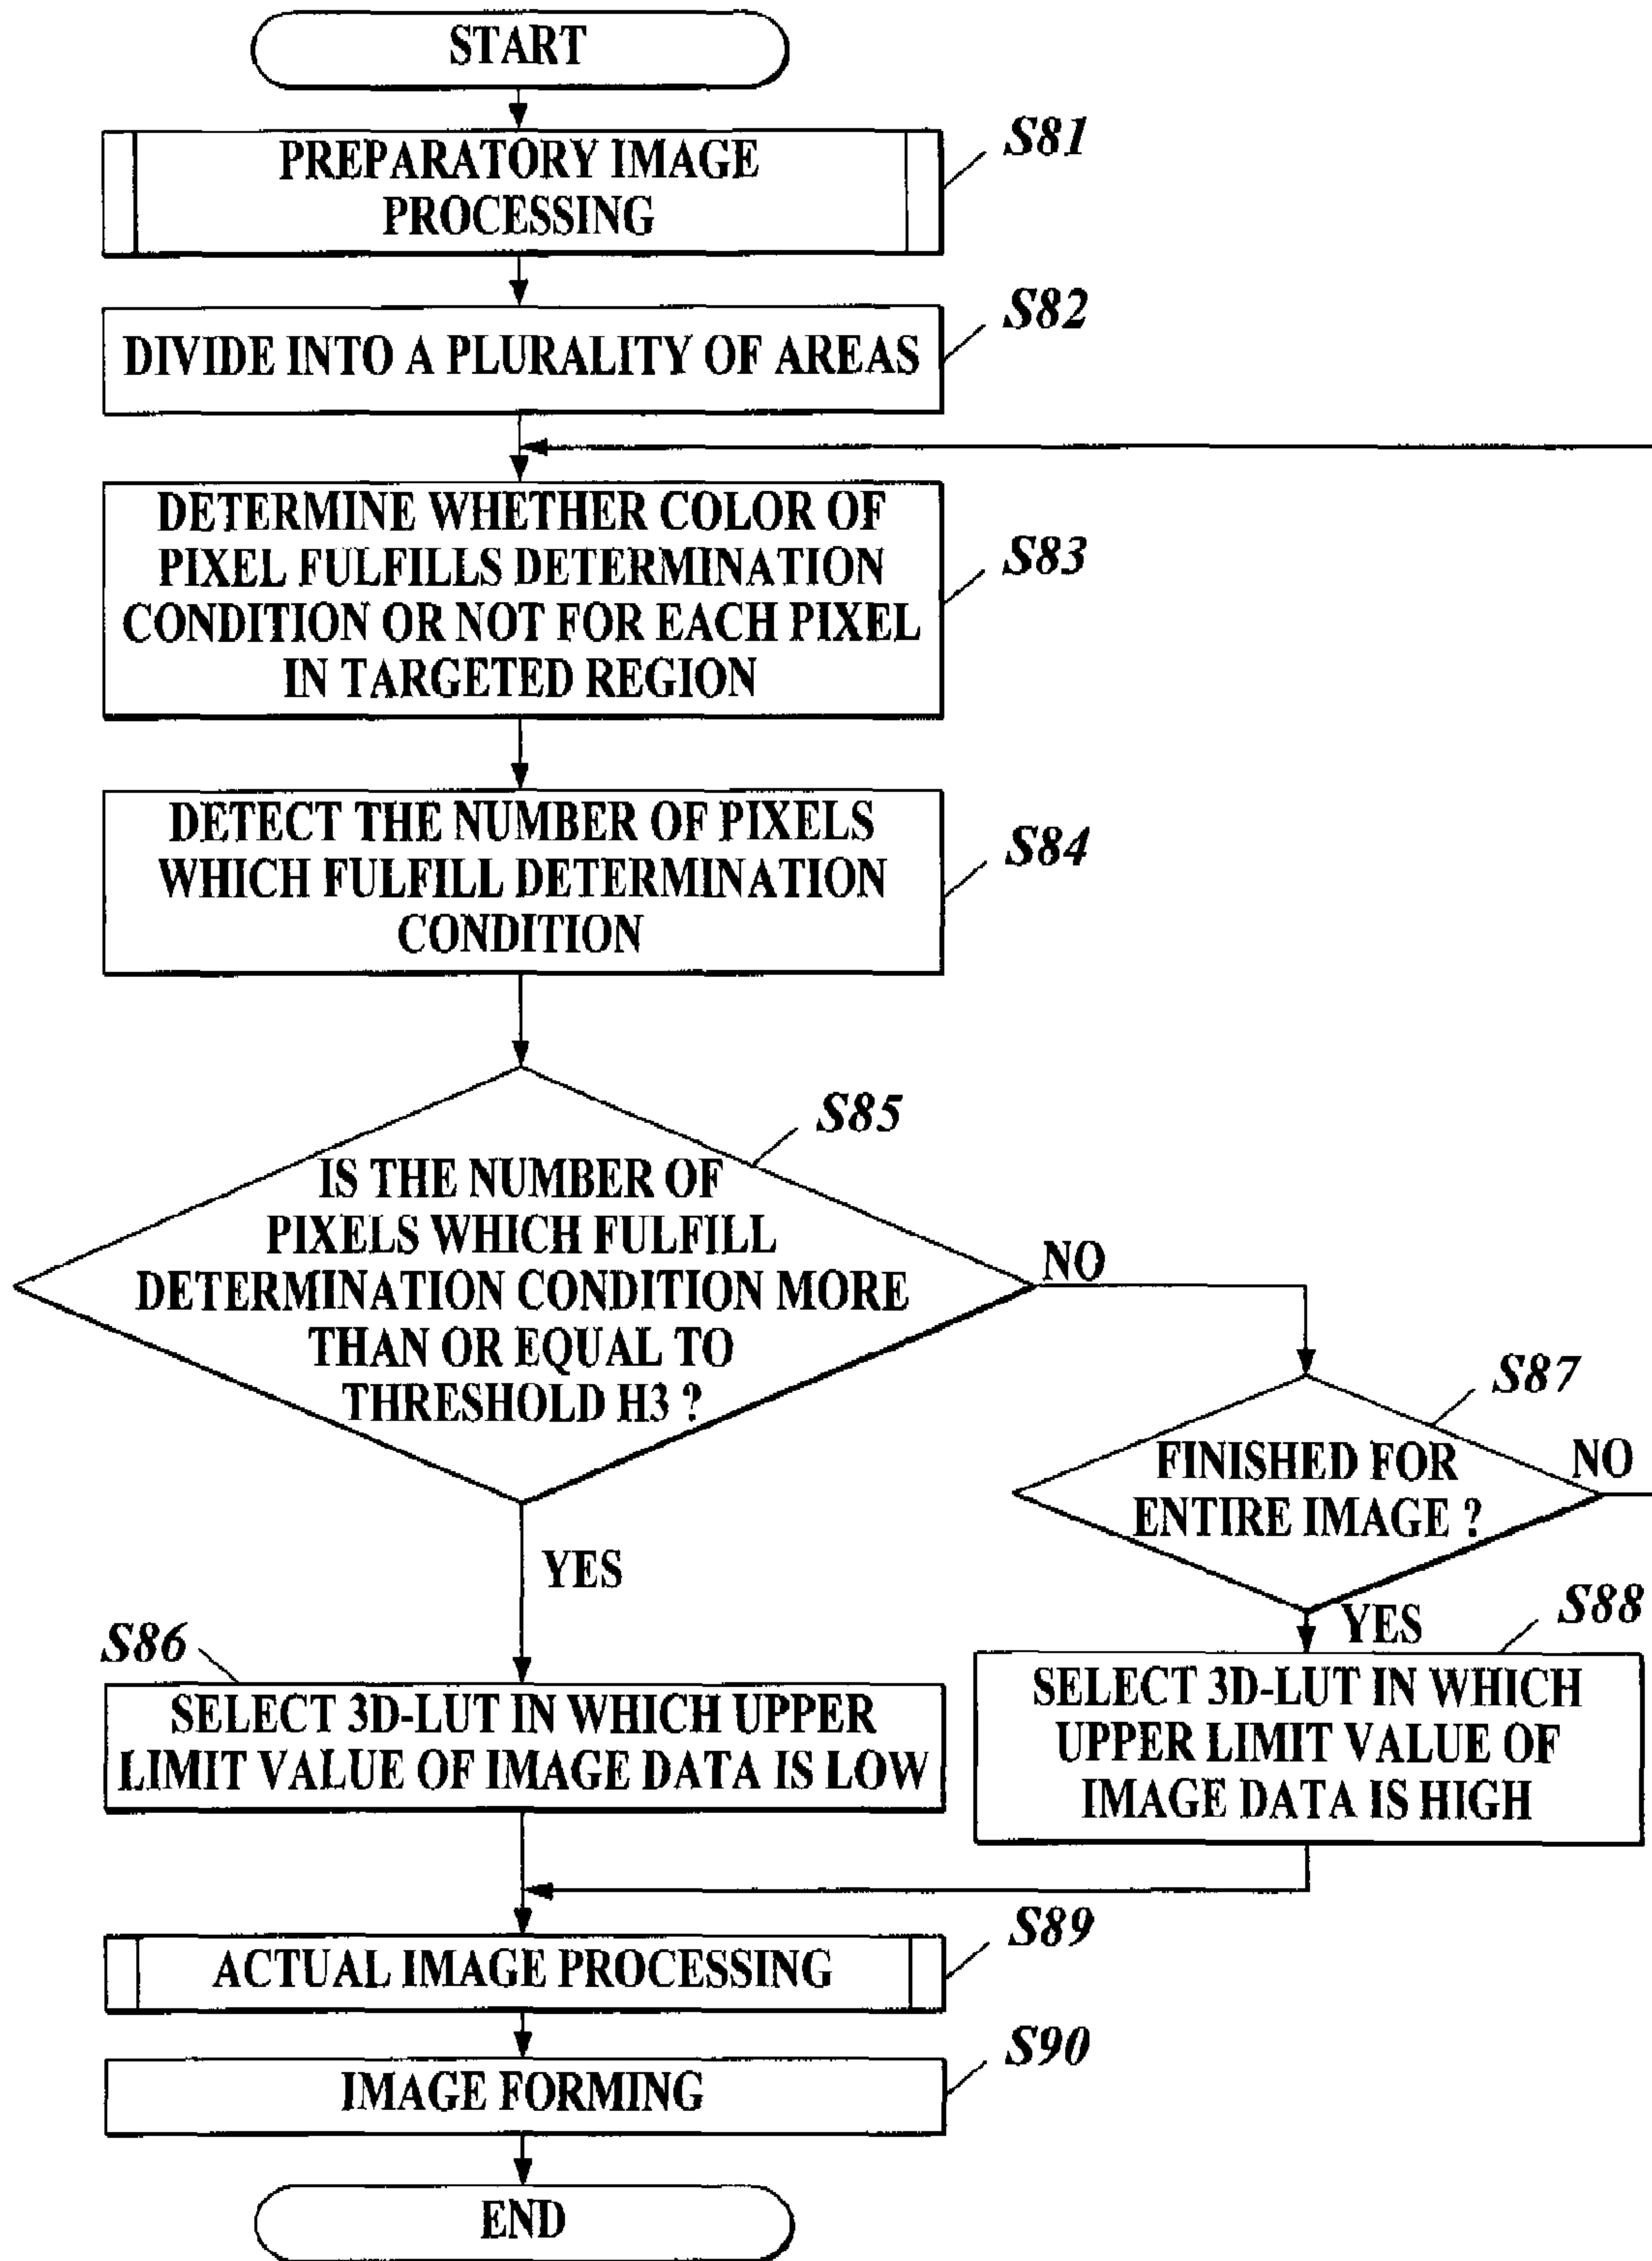 START
PREPARATORY IMAGE
PROCESSING
S81
DIVIDE INTO A PLURALITY OF AREAS
S82
DETERMINE WHETHER COLOR OF
PIXEL FULFILLS DETERMINATION
CONDITION OR NOT FOR EACH PIXEL
IN TARGETED REGION
S83
DETECT THE NUMBER OF PIXELS
WHICH FULFILL DETERMINATION
CONDITION
S84
S85
IS THE NUMBER OF
PIXELS WHICH FULFILL
DETERMINATION CONDITION MORE
THAN OR EQUAL TO
THRESHOLD H3 ?
NO
S87
FINISHED FOR
ENTIRE IMAGE ?
NO
YES
YES
S86
SELECT 3D-LUT IN WHICH UPPER
LIMIT VALUE OF IMAGE DATA IS LOW
S88
SELECT 3D-LUT IN WHICH
UPPER LIMIT VALUE OF
IMAGE DATA IS HIGH
ACTUAL IMAGE PROCESSING
S89
IMAGE FORMING
S90
END